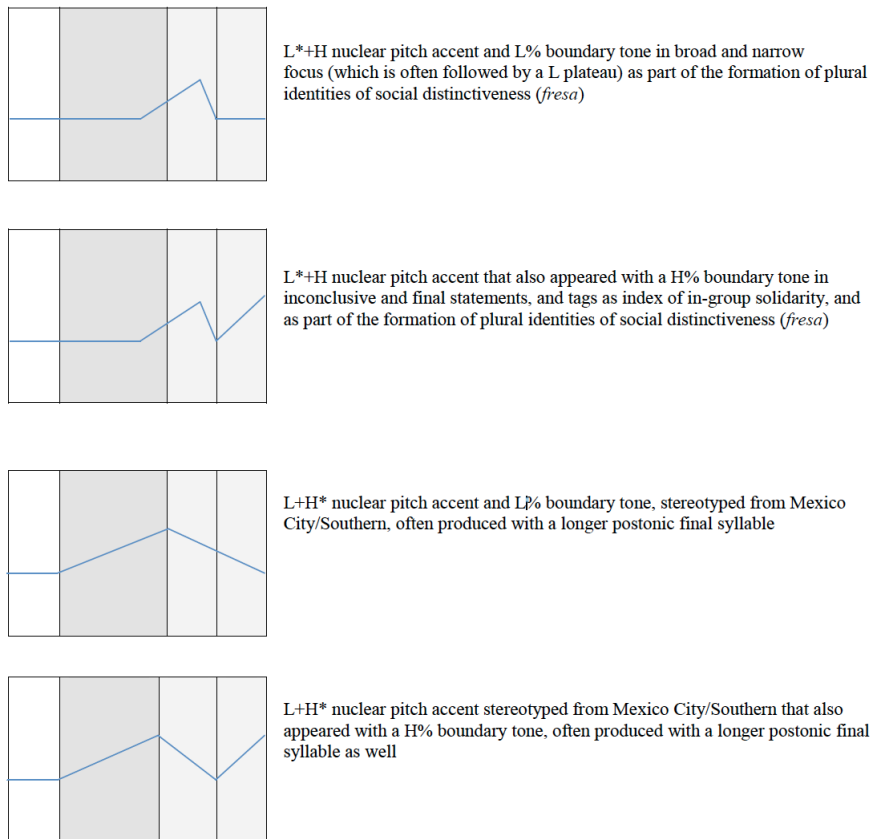 L*+H nuclear pitch accent and L% boundary tone in broad and narrow
focus (which is often followed by a L plateau) as part of the formation of plural
identities of social distinctiveness (fresa)
L*+H nuclear pitch accent that also appeared with a H% boundary tone in
inconclusive and final statements, and tags as index of in-group solidarity, and
as part of the formation of plural identities of social distinctiveness (fresa)
L+H* nuclear pitch accent and L% boundary tone, stereotyped from Mexico
City/Southern, often produced with a longer postonic final syllable
L+H* nuclear pitch accent stereotyped from Mexico City/Southern that also
appeared with a H% boundary tone, often produced with a longer postonic final
syllable as well